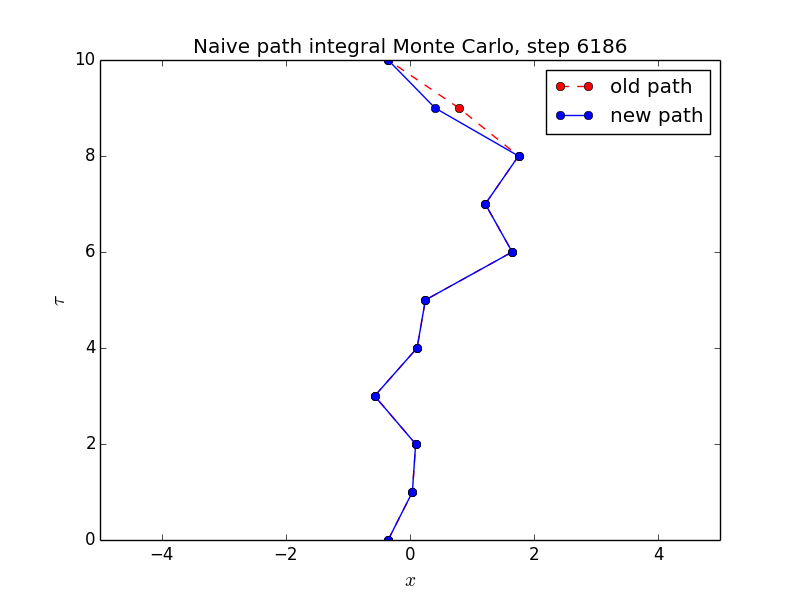 Naive path integral Monte Carlo, step 6186
old path
new path
10
8
6
4
2
0
τ
−4 −2 0 2 4
x